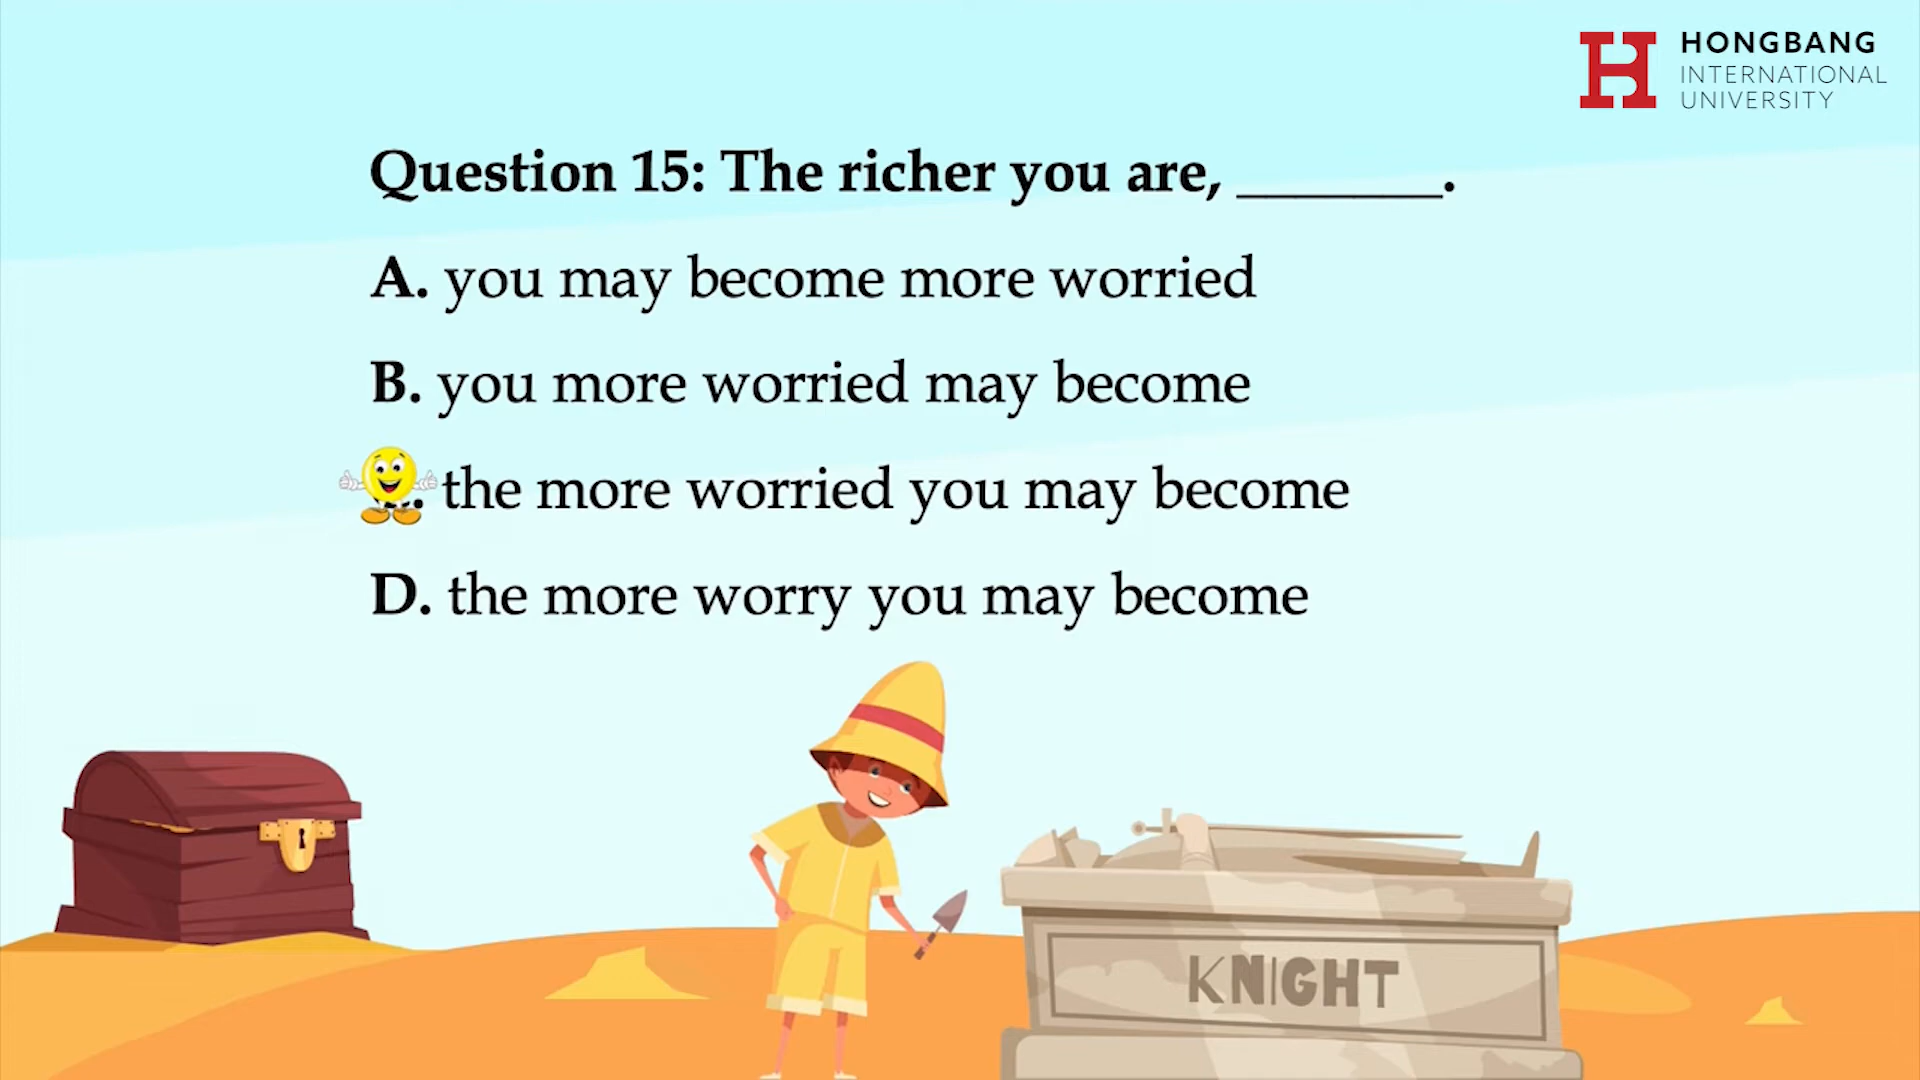 HONGBANG
INTERNATIONAL
UNIVERSITY
Question 15: The richer you are, _______.
A. you may become more worried
B. you more worried may become
the more worried you may become
D. the more worry you may become
KNIGHT